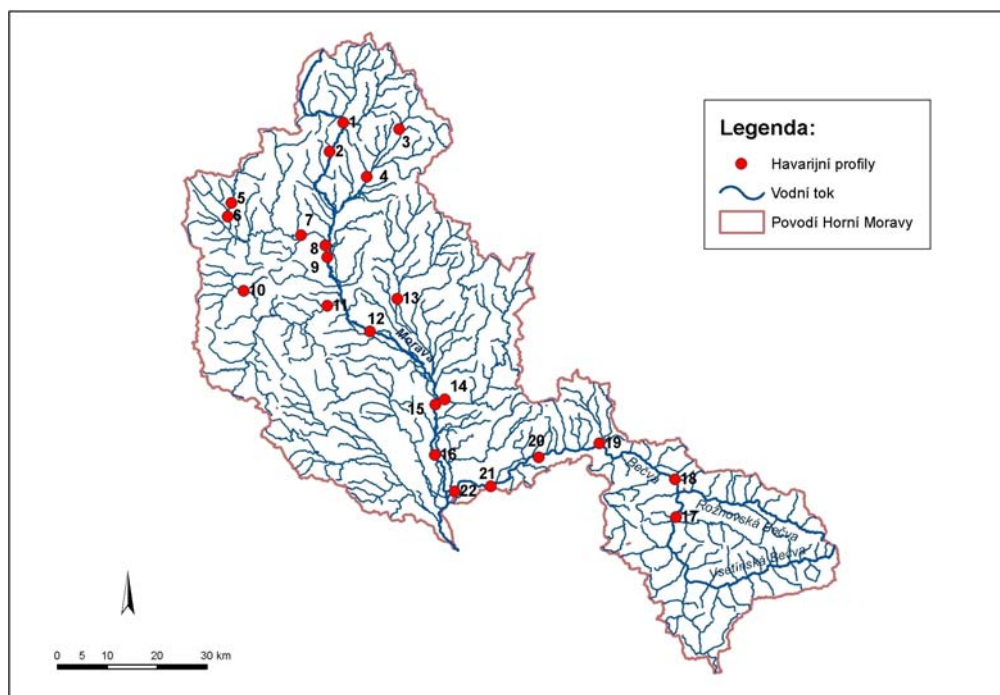 1
3
2
4
5
6
7
8
9
10
11
13
12
Morava
14
15
16
20
19
21
22
Bečva
18
Rožnovská Bečva
17
Vsetínská Bečva
Legenda:
Havarijní profily
Vodní tok
Povodí Horní Moravy
0 5 10 20 30 km